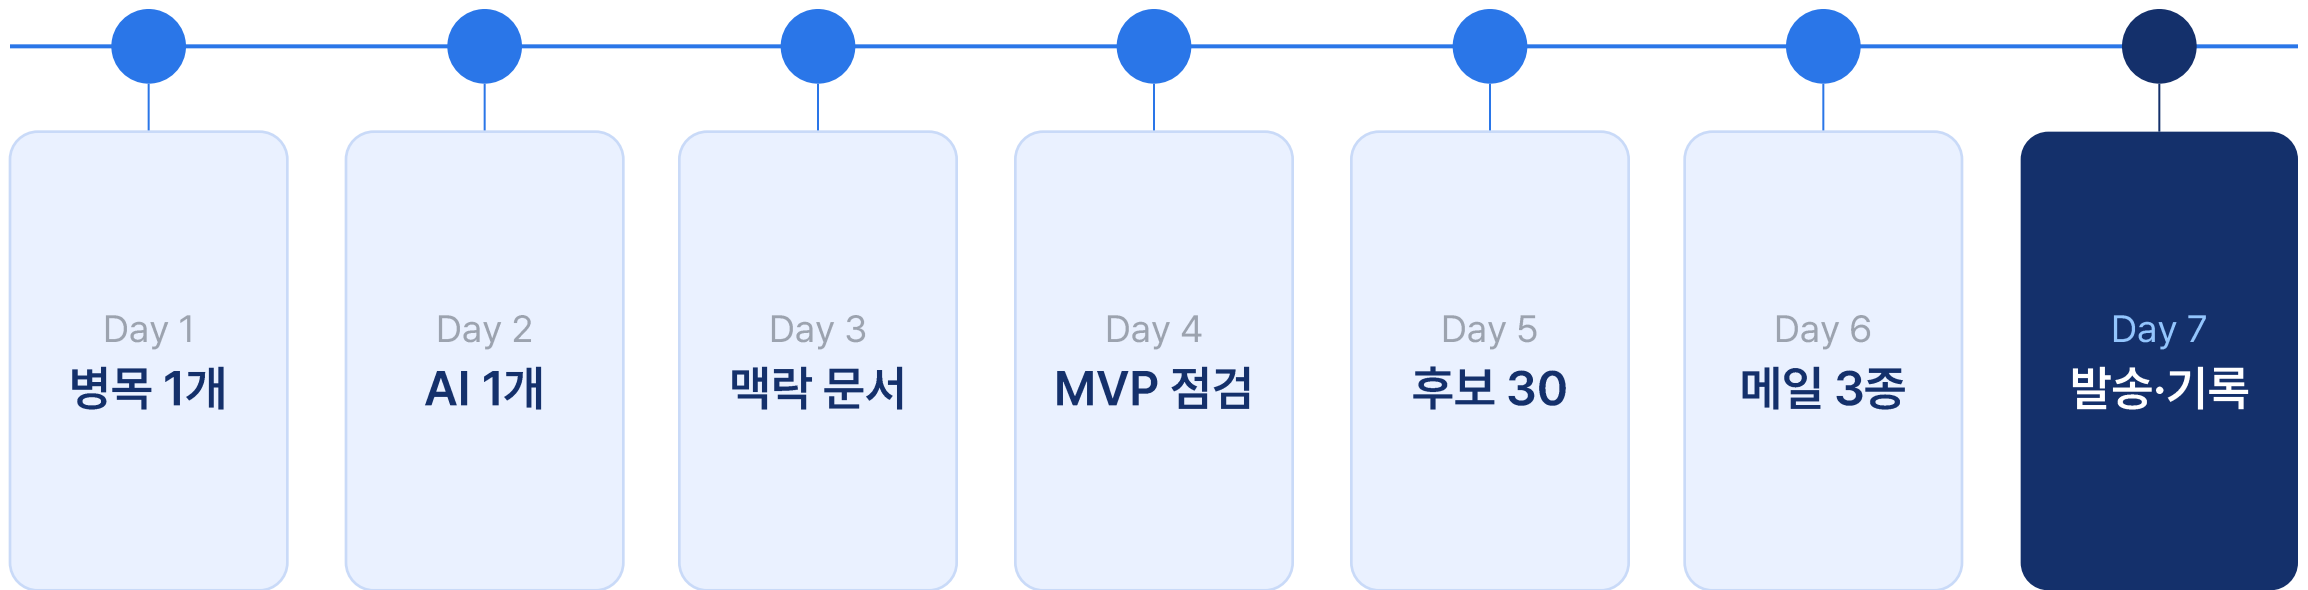 Day 1
병목 1개
Day 2
AI 1개
Day 3
맥락 문서
Day 4
MVP 점검
Day 5
후보 30
Day 6
메일 3종
Day 7
발송·기록